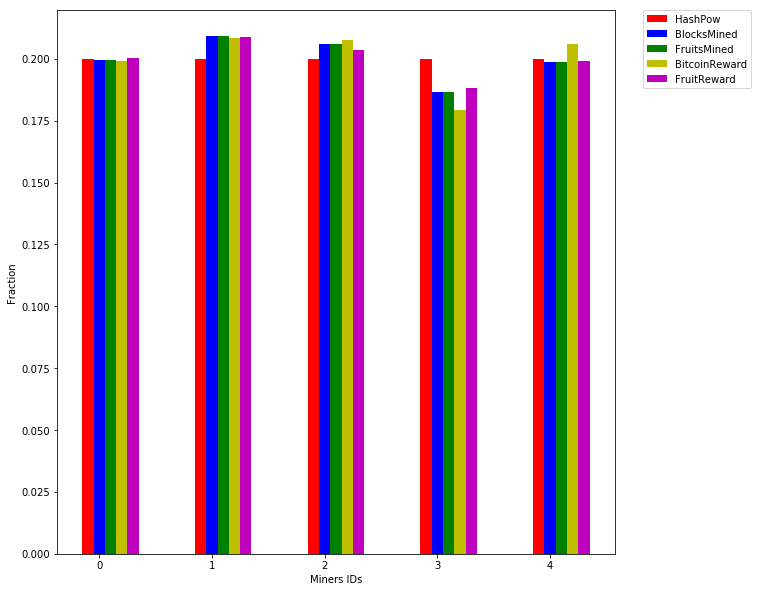 HashPow
BlocksMined
FruitsMined
BitcoinReward
FruitReward
0.200
0.175
0.150
0.125
0.100
0.075
0.050
0.025
0.000
Fraction
0 1 2 3 4
Miners IDs